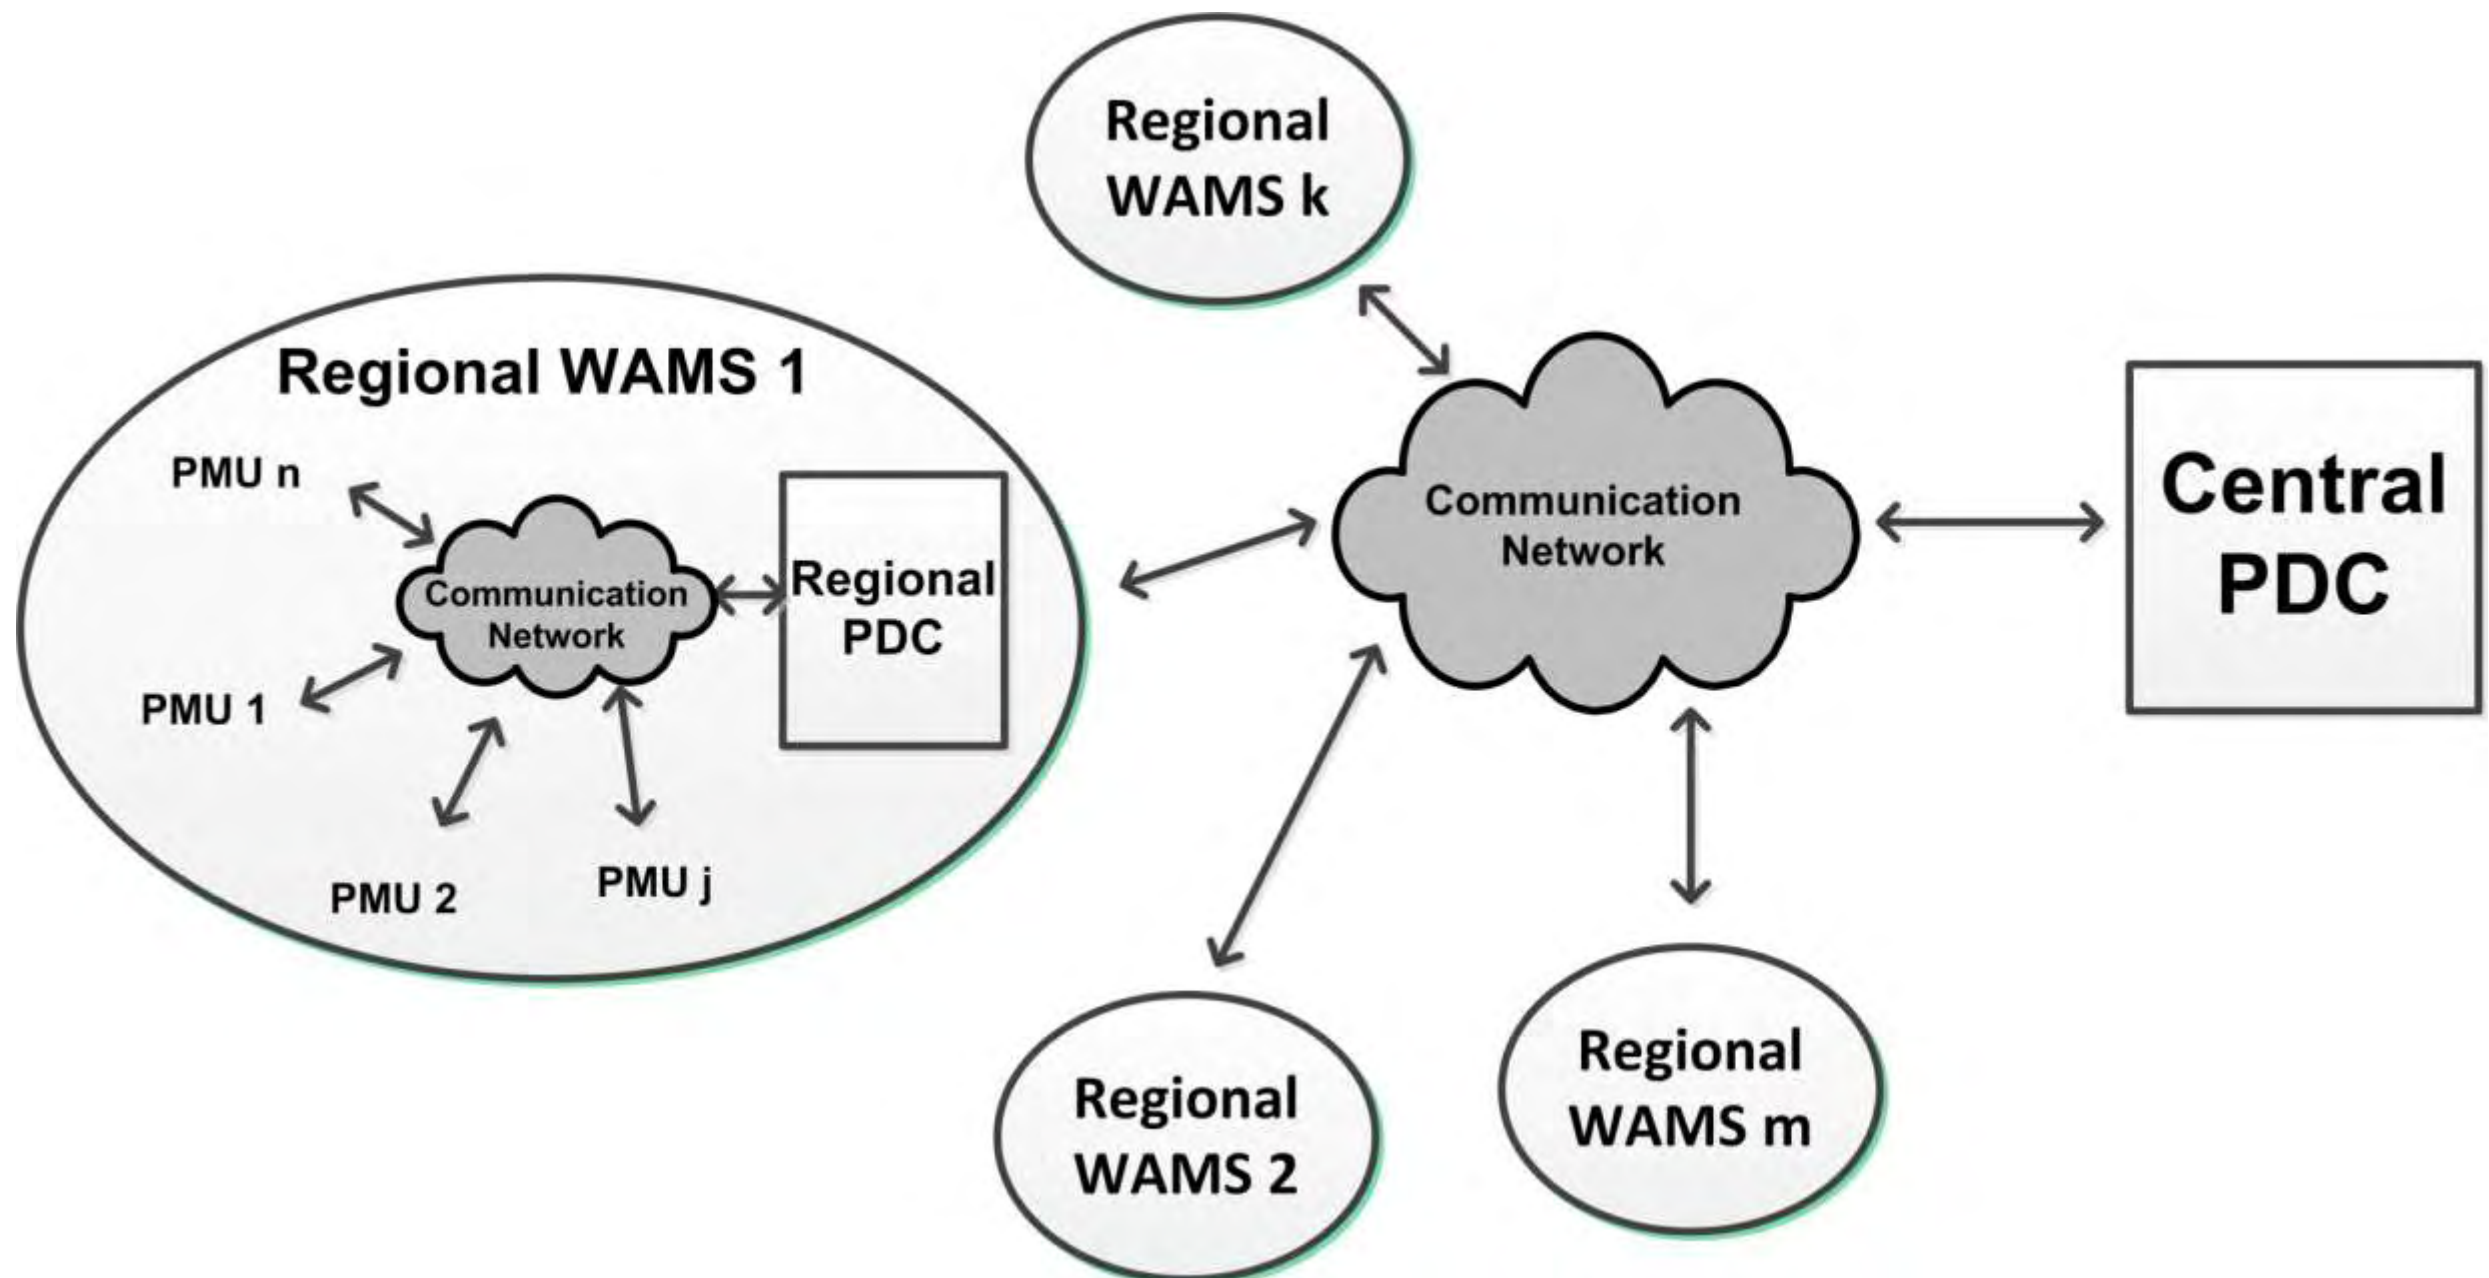 Regional
WAMS k
Regional WAMS 1
PMU n
Communication
Network
Regional
PDC
PMU 1
PMU 2
PMU j
Communication
Network
Central
PDC
Regional
WAMS 2
Regional
WAMS m